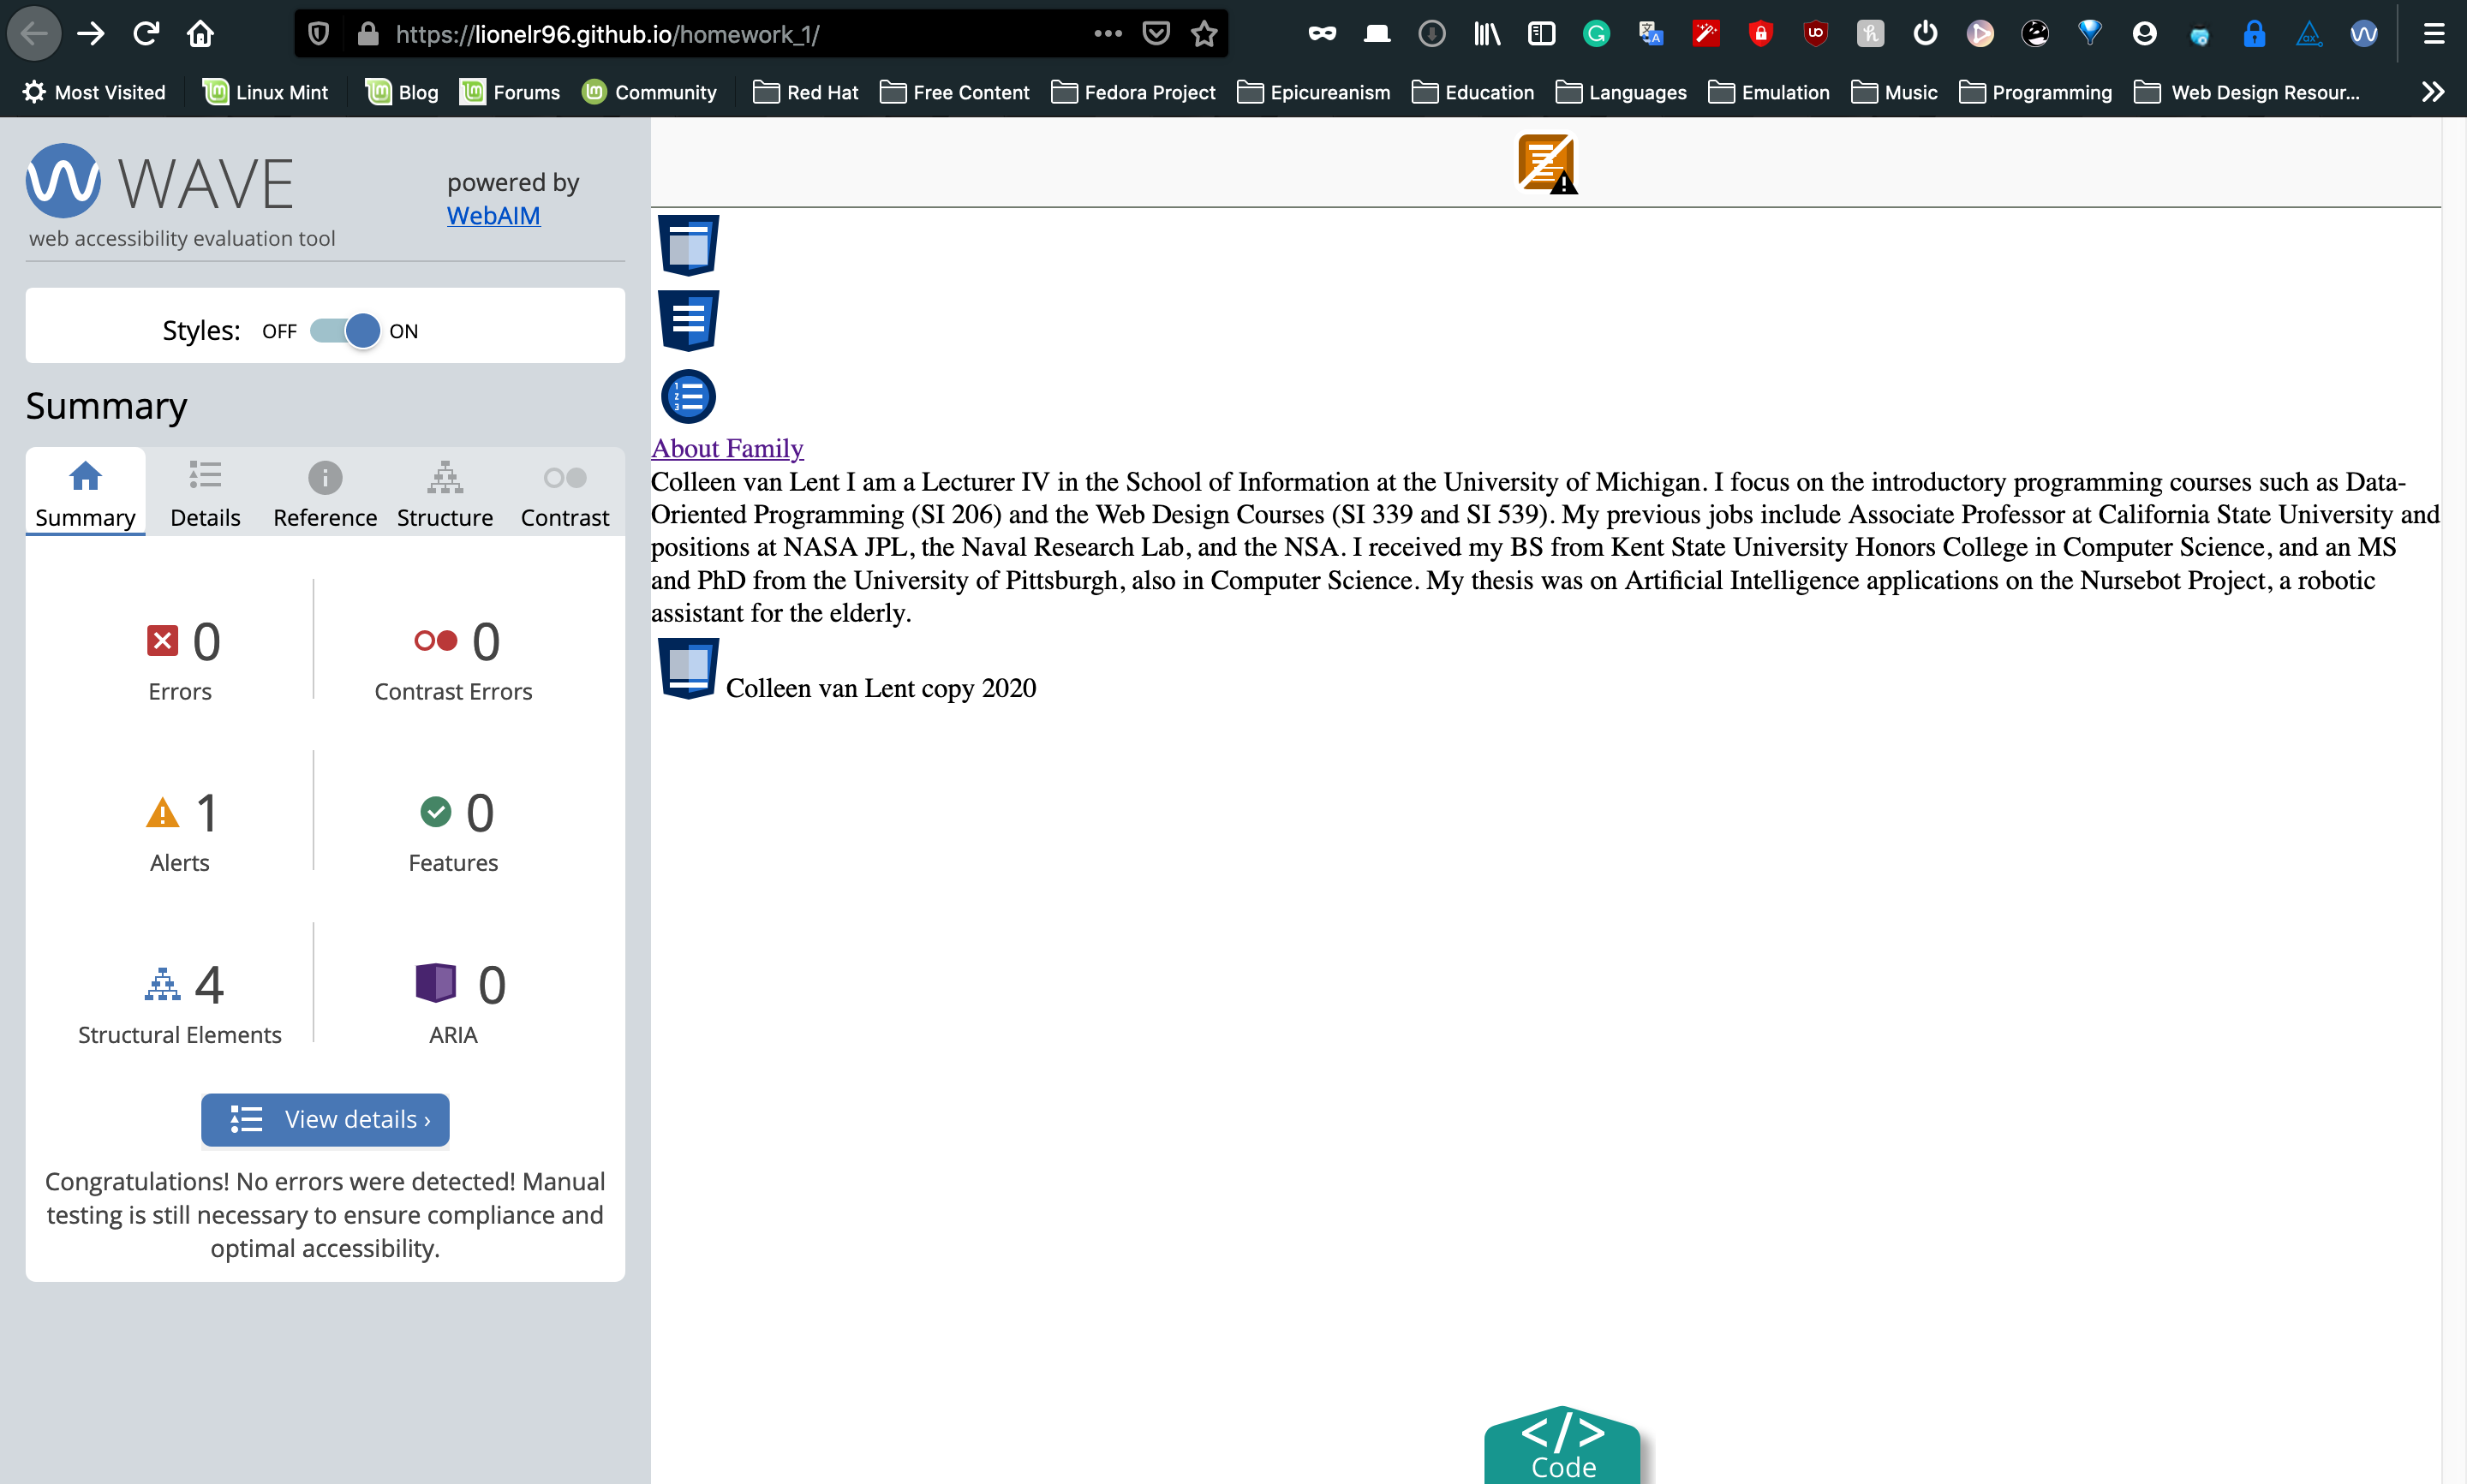 https://lionelr96.github.io/homework_1/
Most Visited Linux Mint Blog Forums Community Red Hat Free Content Fedora Project Epicureanism Education Languages Emulation Music Programming Web Design Resour...
WAVE
powered by
WebAIM
web accessibility evaluation tool
Styles: OFF ON
Summary
Summary Details Reference Structure Contrast
0
Errors
0
Contrast Errors
1
Alerts
0
Features
4
Structural Elements
0
ARIA
View details ›
Congratulations! No errors were detected! Manual
testing is still necessary to ensure compliance and
optimal accessibility.
About Family
Colleen van Lent I am a Lecturer IV in the School of Information at the University of Michigan. I focus on the introductory programming courses such as Data-
Oriented Programming (SI 206) and the Web Design Courses (SI 339 and SI 539). My previous jobs include Associate Professor at California State University and
positions at NASA JPL, the Naval Research Lab, and the NSA. I received my BS from Kent State University Honors College in Computer Science, and an MS
and PhD from the University of Pittsburgh, also in Computer Science. My thesis was on Artificial Intelligence applications on the Nursebot Project, a robotic
assistant for the elderly.
Colleen van Lent copy 2020
</> 
Code